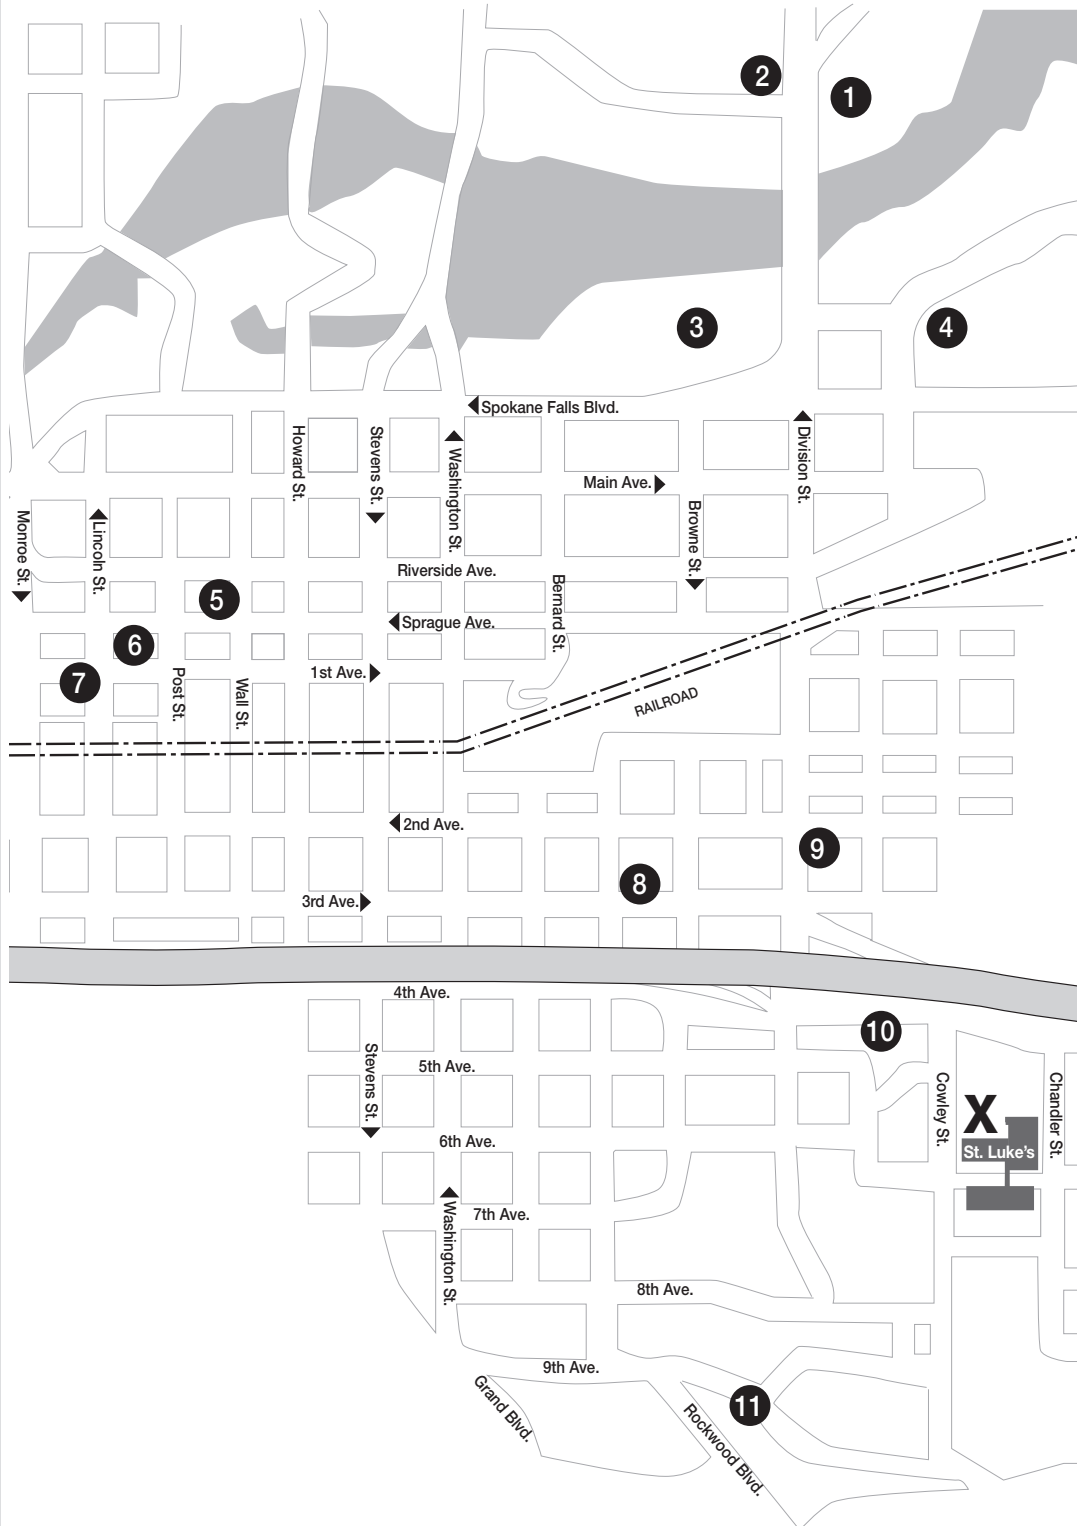 2
1
3
4
Spokane Falls Blvd.
Howard St.
Stevens St.
Washington St.
Division St.
Main Ave.
Browne St.
Monroe St.
Lincoln St.
Riverside Ave.
Bernard St.
5
Sprague Ave.
6
1st Ave.
7
Post St.
Wall St.
RAILROAD
2nd Ave.
9
8
3rd Ave.
4th Ave.
10
Stevens St.
5th Ave.
Cowley St.
Chandler St.
X
6th Ave.
St. Luke's
Washington St.
7th Ave.
8th Ave.
9th Ave.
Grand Blvd.
11
Rockwood Blvd.